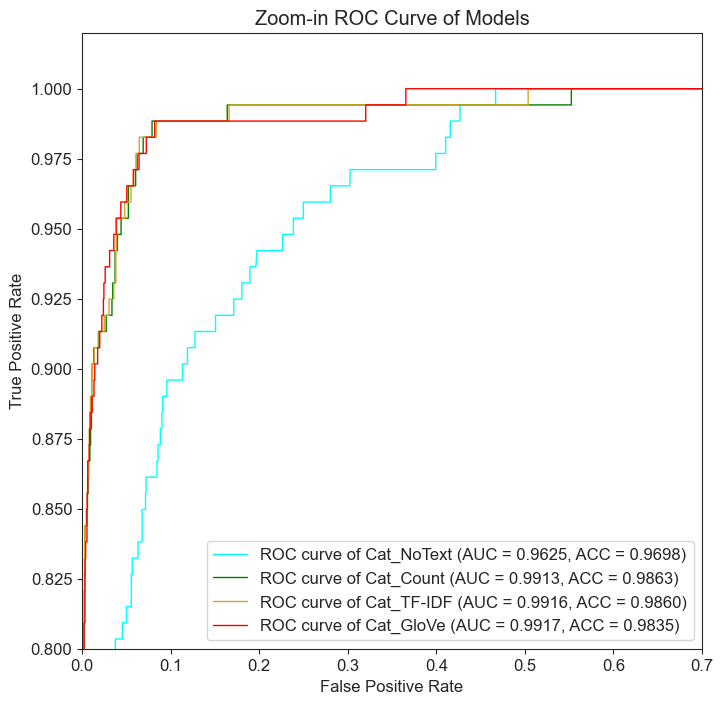 Zoom-in ROC Curve of Models
True Positive Rate
1.000
0.975
0.950
0.925
0.900
0.875
0.850
0.825
0.800
ROC curve of Cat_NoText (AUC = 0.9625, ACC = 0.9698)
ROC curve of Cat_Count (AUC = 0.9913, ACC = 0.9863)
ROC curve of Cat_TF-IDF (AUC = 0.9916, ACC = 0.9860)
ROC curve of Cat_GloVe (AUC = 0.9917, ACC = 0.9835)
0.0 0.1 0.2 0.3 0.4 0.5 0.6 0.7
False Positive Rate